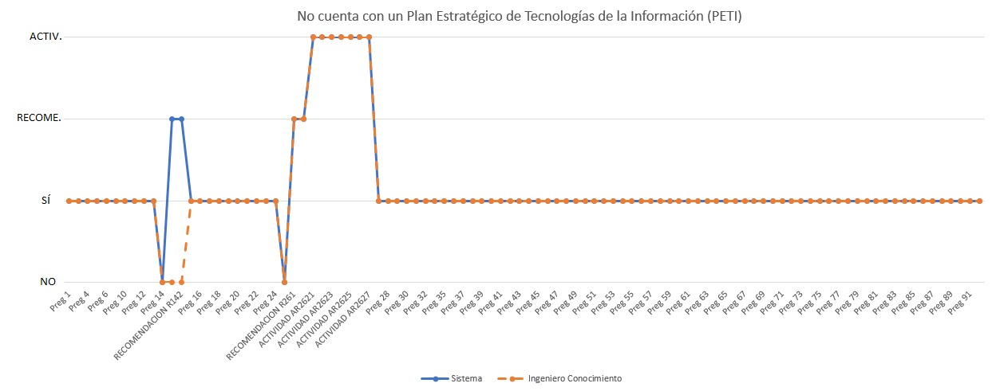 No cuenta con un Plan Estratégico de Tecnologías de la Información (PETI)
ACTIV.
RECOME.
SÍ
NO
Preg 1
Preg 4
Preg 6
Preg 10
Preg 12
Preg 14
RECOMENDACION R142
Preg 16
Preg 18
Preg 20
Preg 22
Preg 24
RECOMENDACION R261
ACTIVIDAD AR2621
ACTIVIDAD AR2623
ACTIVIDAD AR2625
ACTIVIDAD AR2627
Preg 28
Preg 30
Preg 32
Preg 35
Preg 37
Preg 39
Preg 41
Preg 43
Preg 45
Preg 47
Preg 49
Preg 51
Preg 53
Preg 55
Preg 57
Preg 59
Preg 61
Preg 63
Preg 65
Preg 67
Preg 69
Preg 71
Preg 73
Preg 75
Preg 77
Preg 79
Preg 81
Preg 83
Preg 85
Preg 87
Preg 89
Preg 91
Sistema
Ingeniero Conocimiento